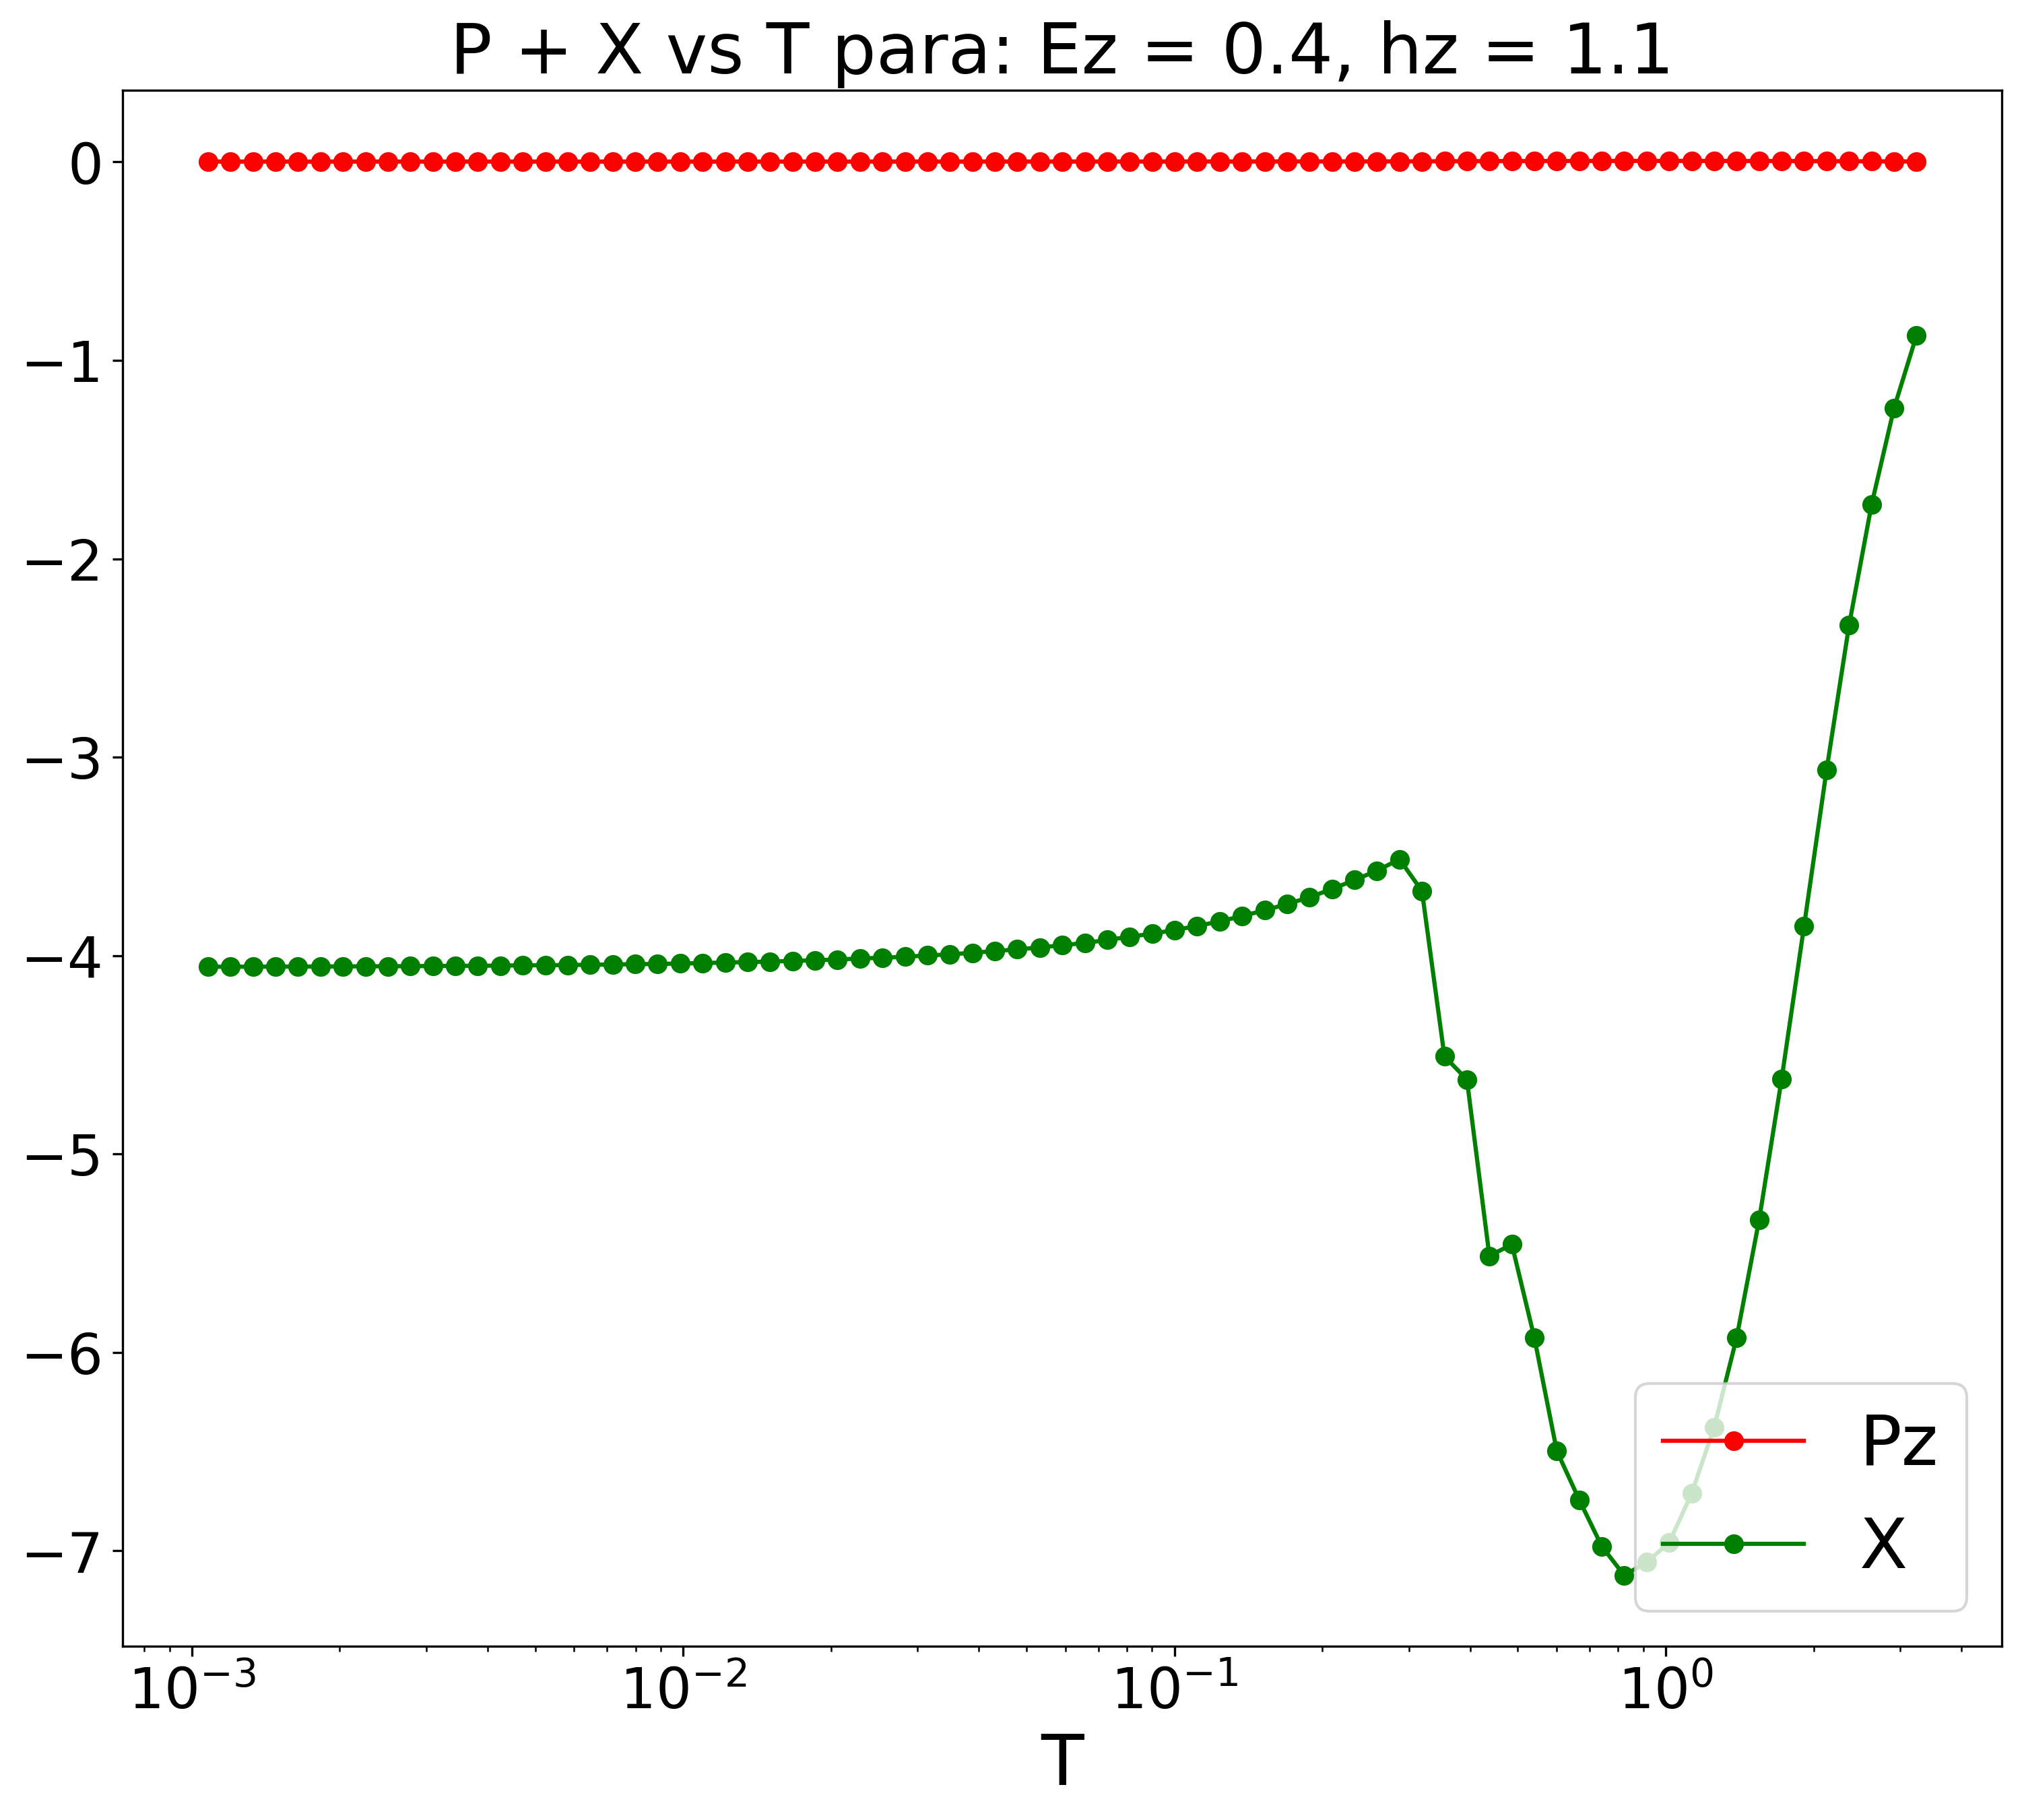 P + X vs T para: Ez = 0.4, hz = 1.1
0
−1
−2
−3
−4
−5
−6
−7
Pz
X
10⁻³ 10⁻² 10⁻¹ 10⁰
T